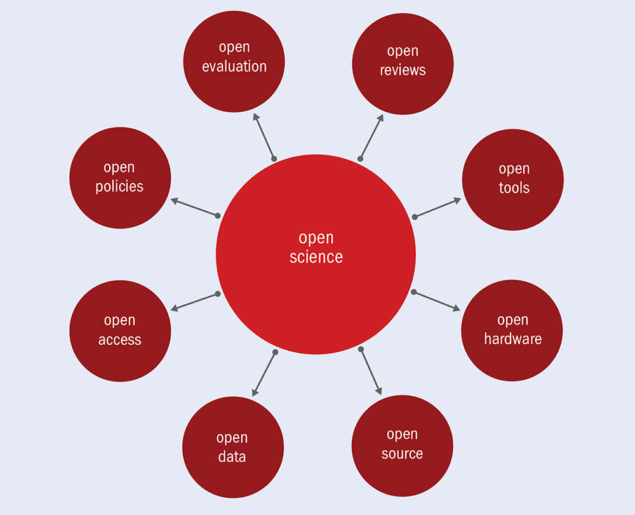 open
evaluation
open
reviews
open
policies
open
tools
open
science
open
access
open
hardware
open
data
open
source